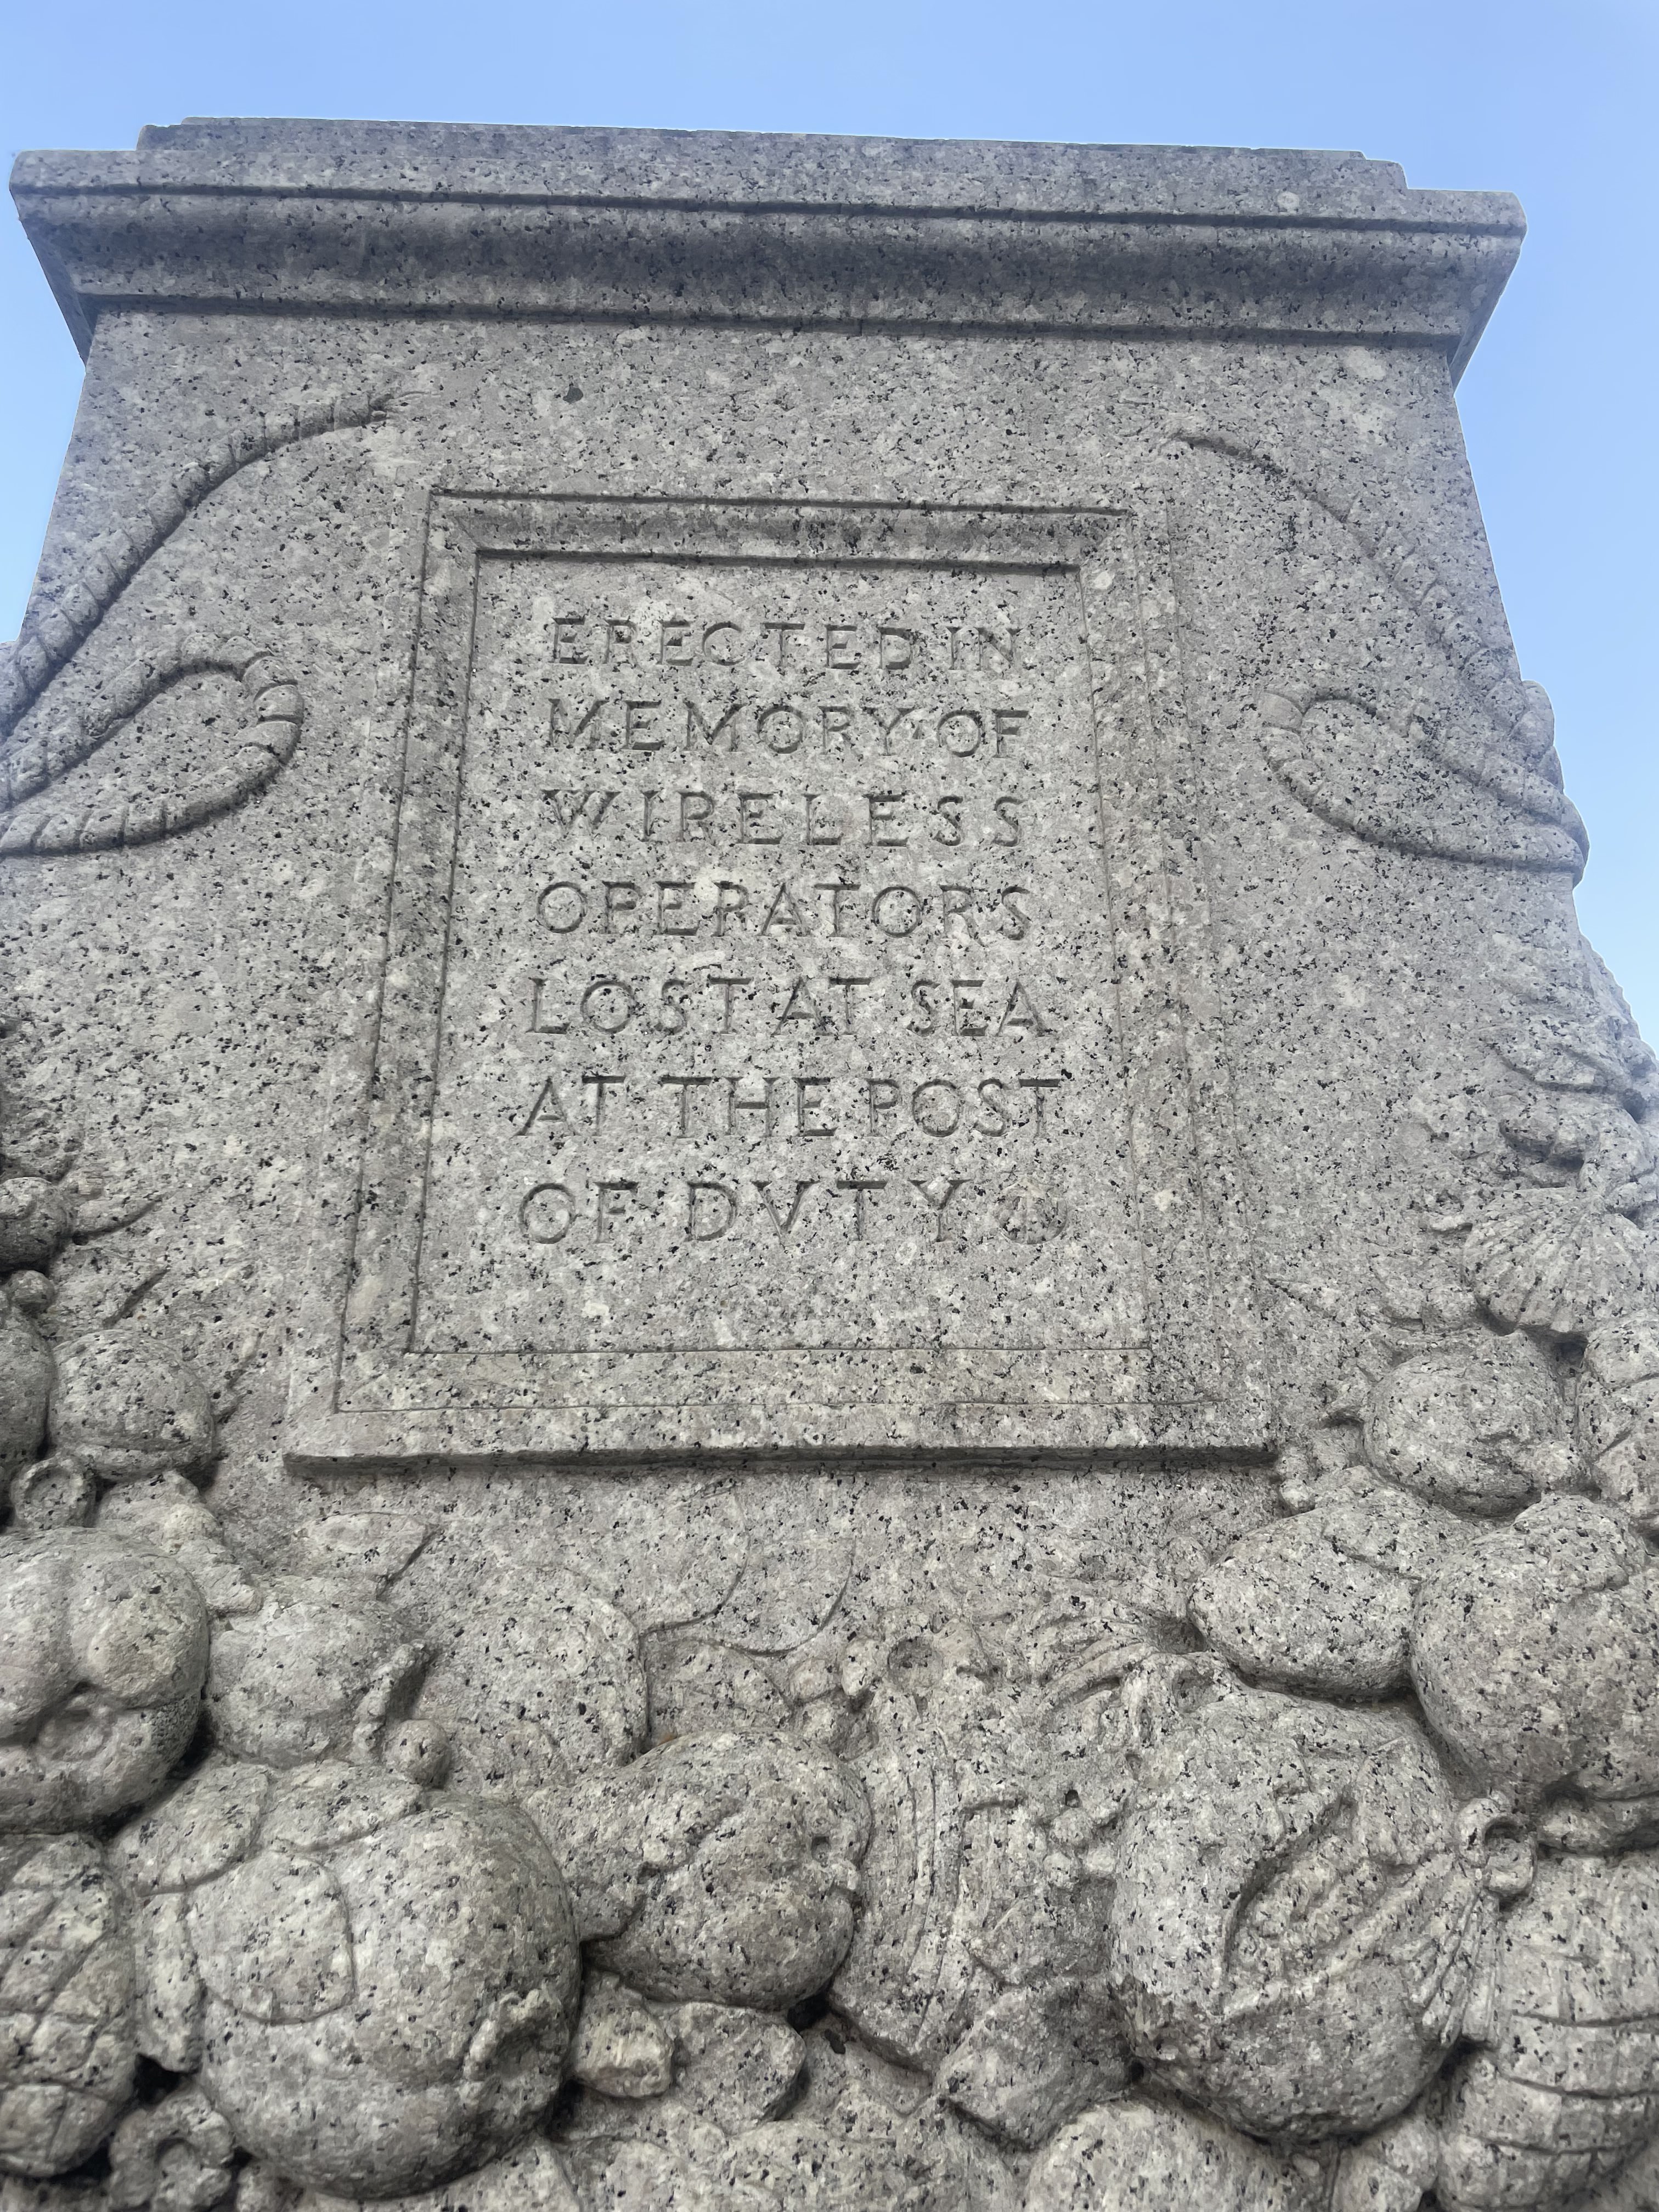 ERECTED IN
MEMORY·OF
WIRELESS
OPERATORS
LOST AT SEA
AT THE POST
OF DVTY